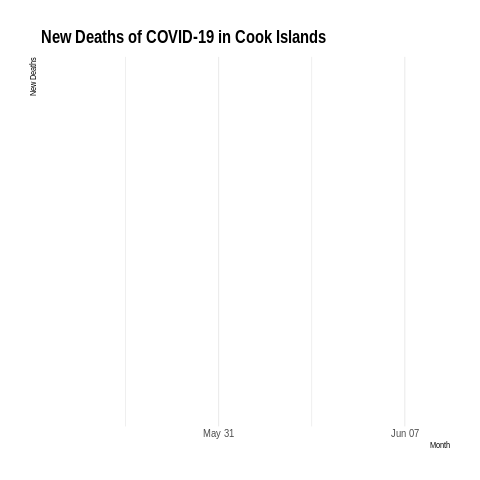 New Deaths of COVID-19 in Cook Islands
New Deaths
May 31
Jun 07
Month